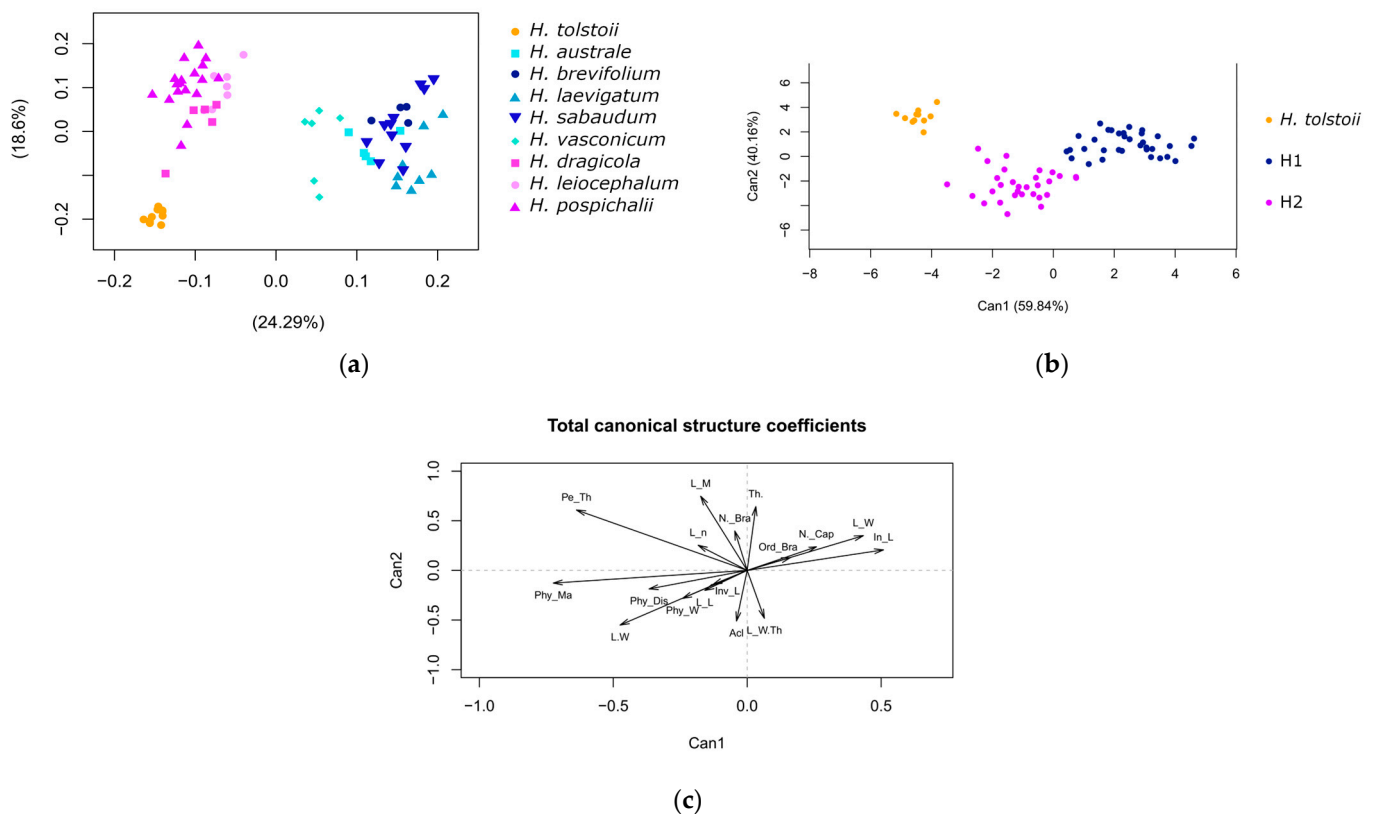 H. tolstoii
H. australe
H. brevifolium
H. laevigatum
H. sabaudum
H. vasconicum
H. dragicola
H. leiocephalum
H. pospichalii
(18.6%)
0.2
0.1
0.0
−0.2
−0.2
−0.1
0.0
0.1
0.2
(24.29%)
(a)
H. tolstoii
H1
H2
Can2 (40.16%)
6
4
2
0
−2
−4
−6
−8
−6
−4
−2
0
2
4
6
Can1 (59.84%)
(b)
Total canonical structure coefficients
Can2
1.0
0.5
0.0
−0.5
−1.0
Pe_Th
L_M
Th.
N._Bra
L_n
L_W
N._Cap
In_L
Ord_Bra
Phy_Ma
Phy_Dis
Inv_L
L_L
Phy_W
L.W
Acl
L_W.Th
−1.0
−0.5
0.0
0.5
Can1
(c)